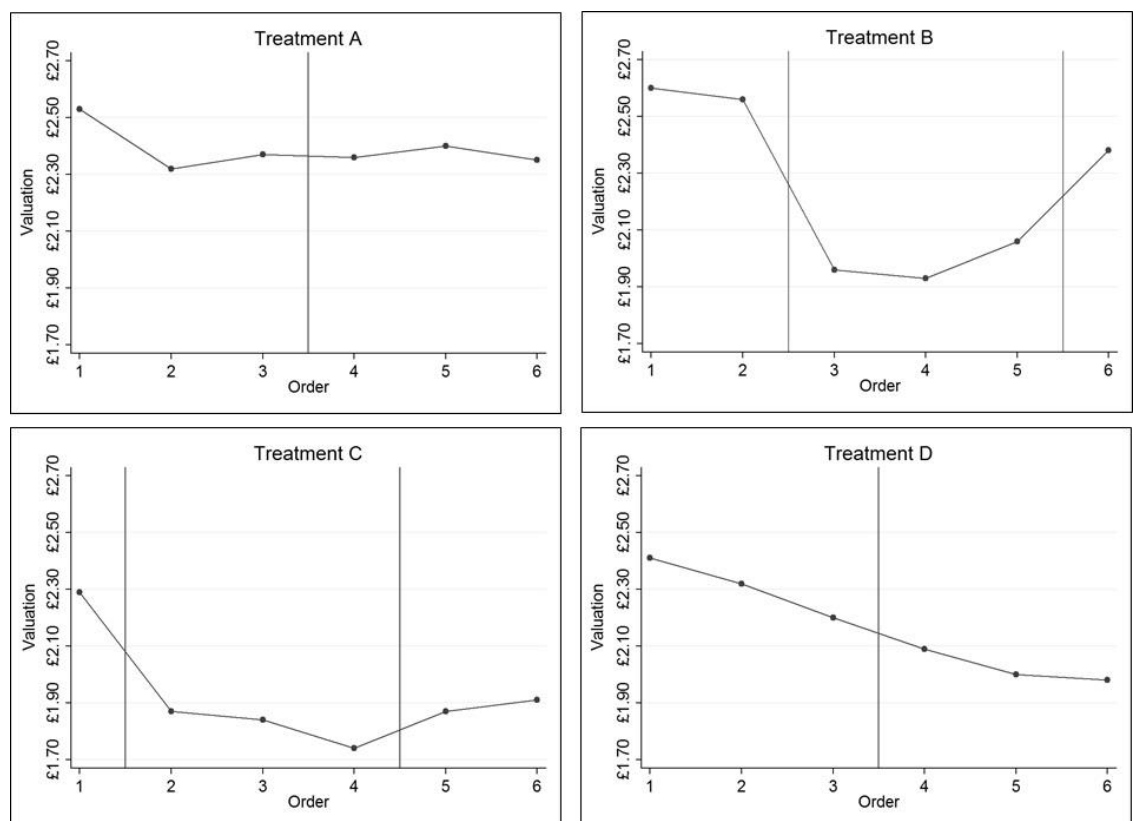 Treatment A
Valuation
£2.70
£2.50
£2.30
£2.10
£1.90
£1.70
1 2 3 4 5 6
Order
Treatment B
Valuation
£2.70
£2.50
£2.30
£2.10
£1.90
£1.70
1 2 3 4 5 6
Order
Treatment C
Valuation
£2.70
£2.50
£2.30
£2.10
£1.90
£1.70
1 2 3 4 5 6
Order
Treatment D
Valuation
£2.70
£2.50
£2.30
£2.10
£1.90
£1.70
1 2 3 4 5 6
Order